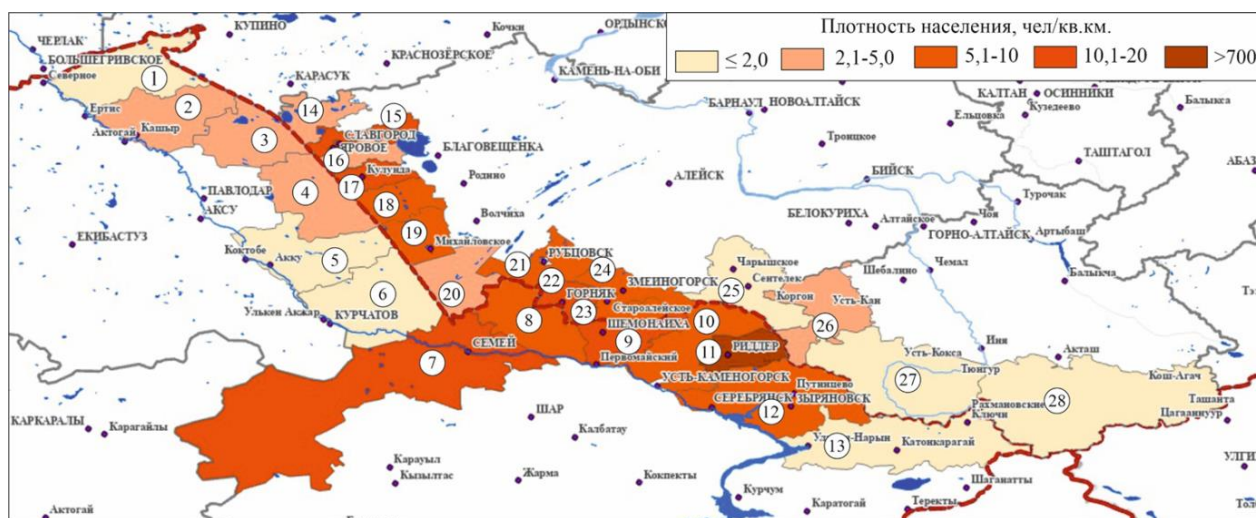 Плотность населения, чел/кв.км.
≤ 2,0
2,1-5,0
5,1-10
10,1-20
>700
ЧЕРЛАК
КУПИНО
Кочки
ОРДЫНСКОЕ
БОЛЬШЕГРИВСКОЕ
Северное
КРАСНОЗЁРСКОЕ
КАРАСУК
КАМЕНЬ-НА-ОБИ
КАЛТАН
ОСИННИКИ
Кузедеево
Балыкса
1
2
14
15
Ертис
Актогай
Кашыр
3
СЛАВГОРОД
ЯРОВОЕ
16
БЛАГОВЕЩЕНКА
БАРНАУЛ
НОВОАЛТАЙСК
Ельцовка
Троицкое
ТАШТАГОЛ
АБАЗ
17
Кулунда
Родино
АЛЕЙСК
БИЙСК
Турочак
ПАВЛОДАР
АКСУ
4
18
Волчиха
БЕЛОКУРИХА
Алтайское
Чоя
ГОРНО-АЛТАЙСК
Артыбаш
ЕКИБАСТУЗ
19
Михайловское
Коктобе
Акку
5
21
РУБЦОВСК
24
22
ЗМЕИНОГОРСК
Чарышское
Сентелек
25
Шебалино
Чемал
Балыкча
6
20
ГОРНЯК
23
Староалейское
10
Коргон
Усть-Кан
26
Улькен Акжар
КУРЧАТОВ
8
ШЕМОНАИХА
9
11
РИДДЕР
Иня
Акташ
7
СЕМЕЙ
Первомайский
Усть-Кокса
Тюнгур
27
Кош-Агач
УСТЬ-КАМЕНОГОРСК
Путинцево
СЕРЕБРЯНСК
ЗЫРЯНОВСК
12
Рахмановские
Ключи
28
Ташанта
Цагааннуур
КАРКАРАЛЫ
Карагайлы
ШАР
Калбатау
13
Катонкарагай
Карауыл
Кызылтас
Жарма
Кокпекты
Курчум
Шаганатты
Теректы
Каратогай
Актогай